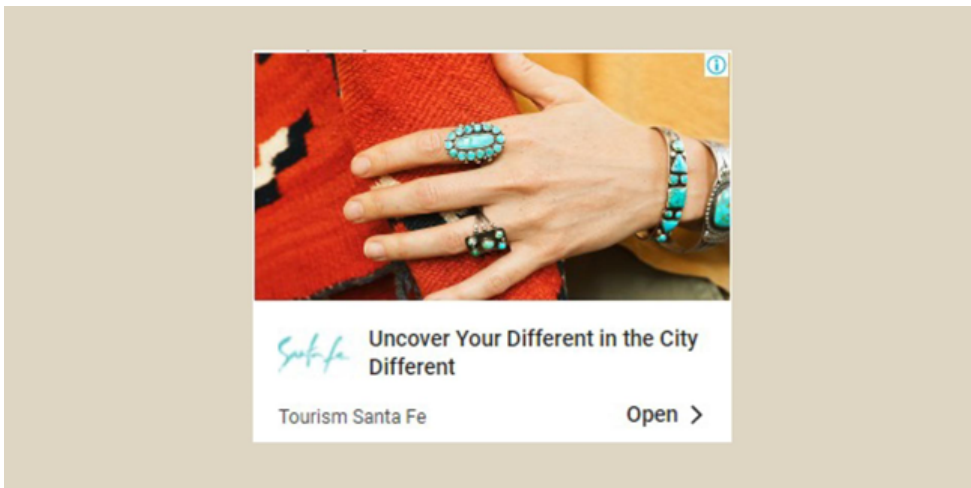 Santa fe
Uncover Your Different in the City
Different
Tourism Santa Fe
Open